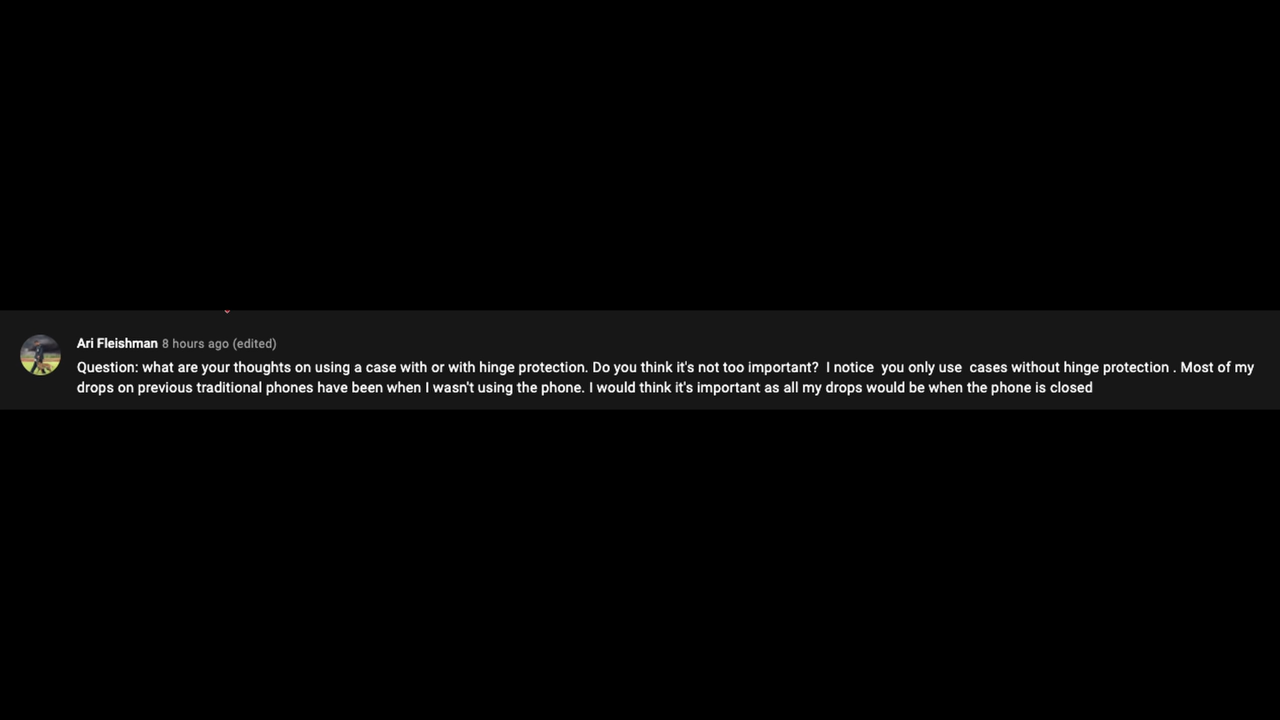 Ari Fleishman 8 hours ago (edited)
Question: what are your thoughts on using a case with or with hinge protection. Do you think it's not too important?  I notice  you only use  cases without hinge protection . Most of my
drops on previous traditional phones have been when I wasn't using the phone. I would think it's important as all my drops would be when the phone is closed